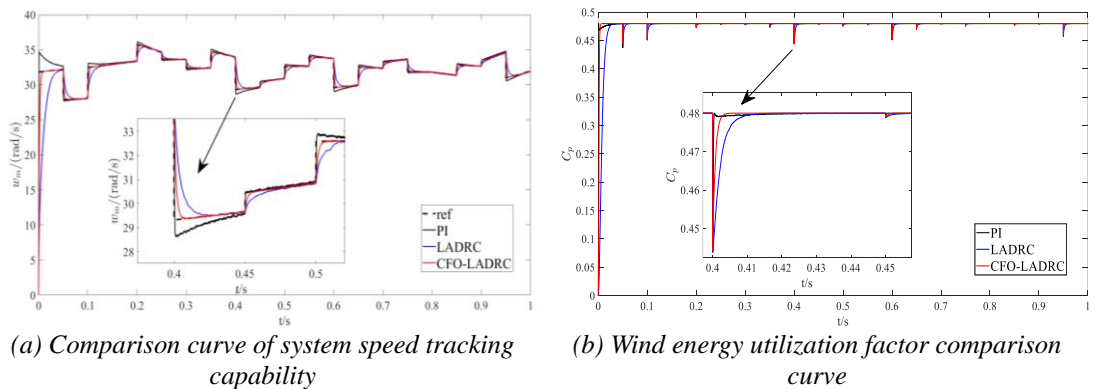 40
35
30
25
20
15
10
5
0
w_m/(rad/s)
33
32
31
30
29
28
w_m/(rad/s)
0.4 0.45 0.5
t/s
ref
PI
LADRC
CFO-LADRC
0 0.1 0.2 0.3 0.4 0.5 0.6 0.7 0.8 0.9 1
t/s
(a) Comparison curve of system speed tracking
capability
0.5
0.45
0.4
0.35
0.3
0.25
0.2
0.15
0.1
0.05
0
C_p
0.48
0.47
0.46
0.45
C_p
0.4 0.41 0.42 0.43 0.44 0.45
t/s
PI
LADRC
CFO-LADRC
0 0.1 0.2 0.3 0.4 0.5 0.6 0.7 0.8 0.9 1
t/s
(b) Wind energy utilization factor comparison
curve